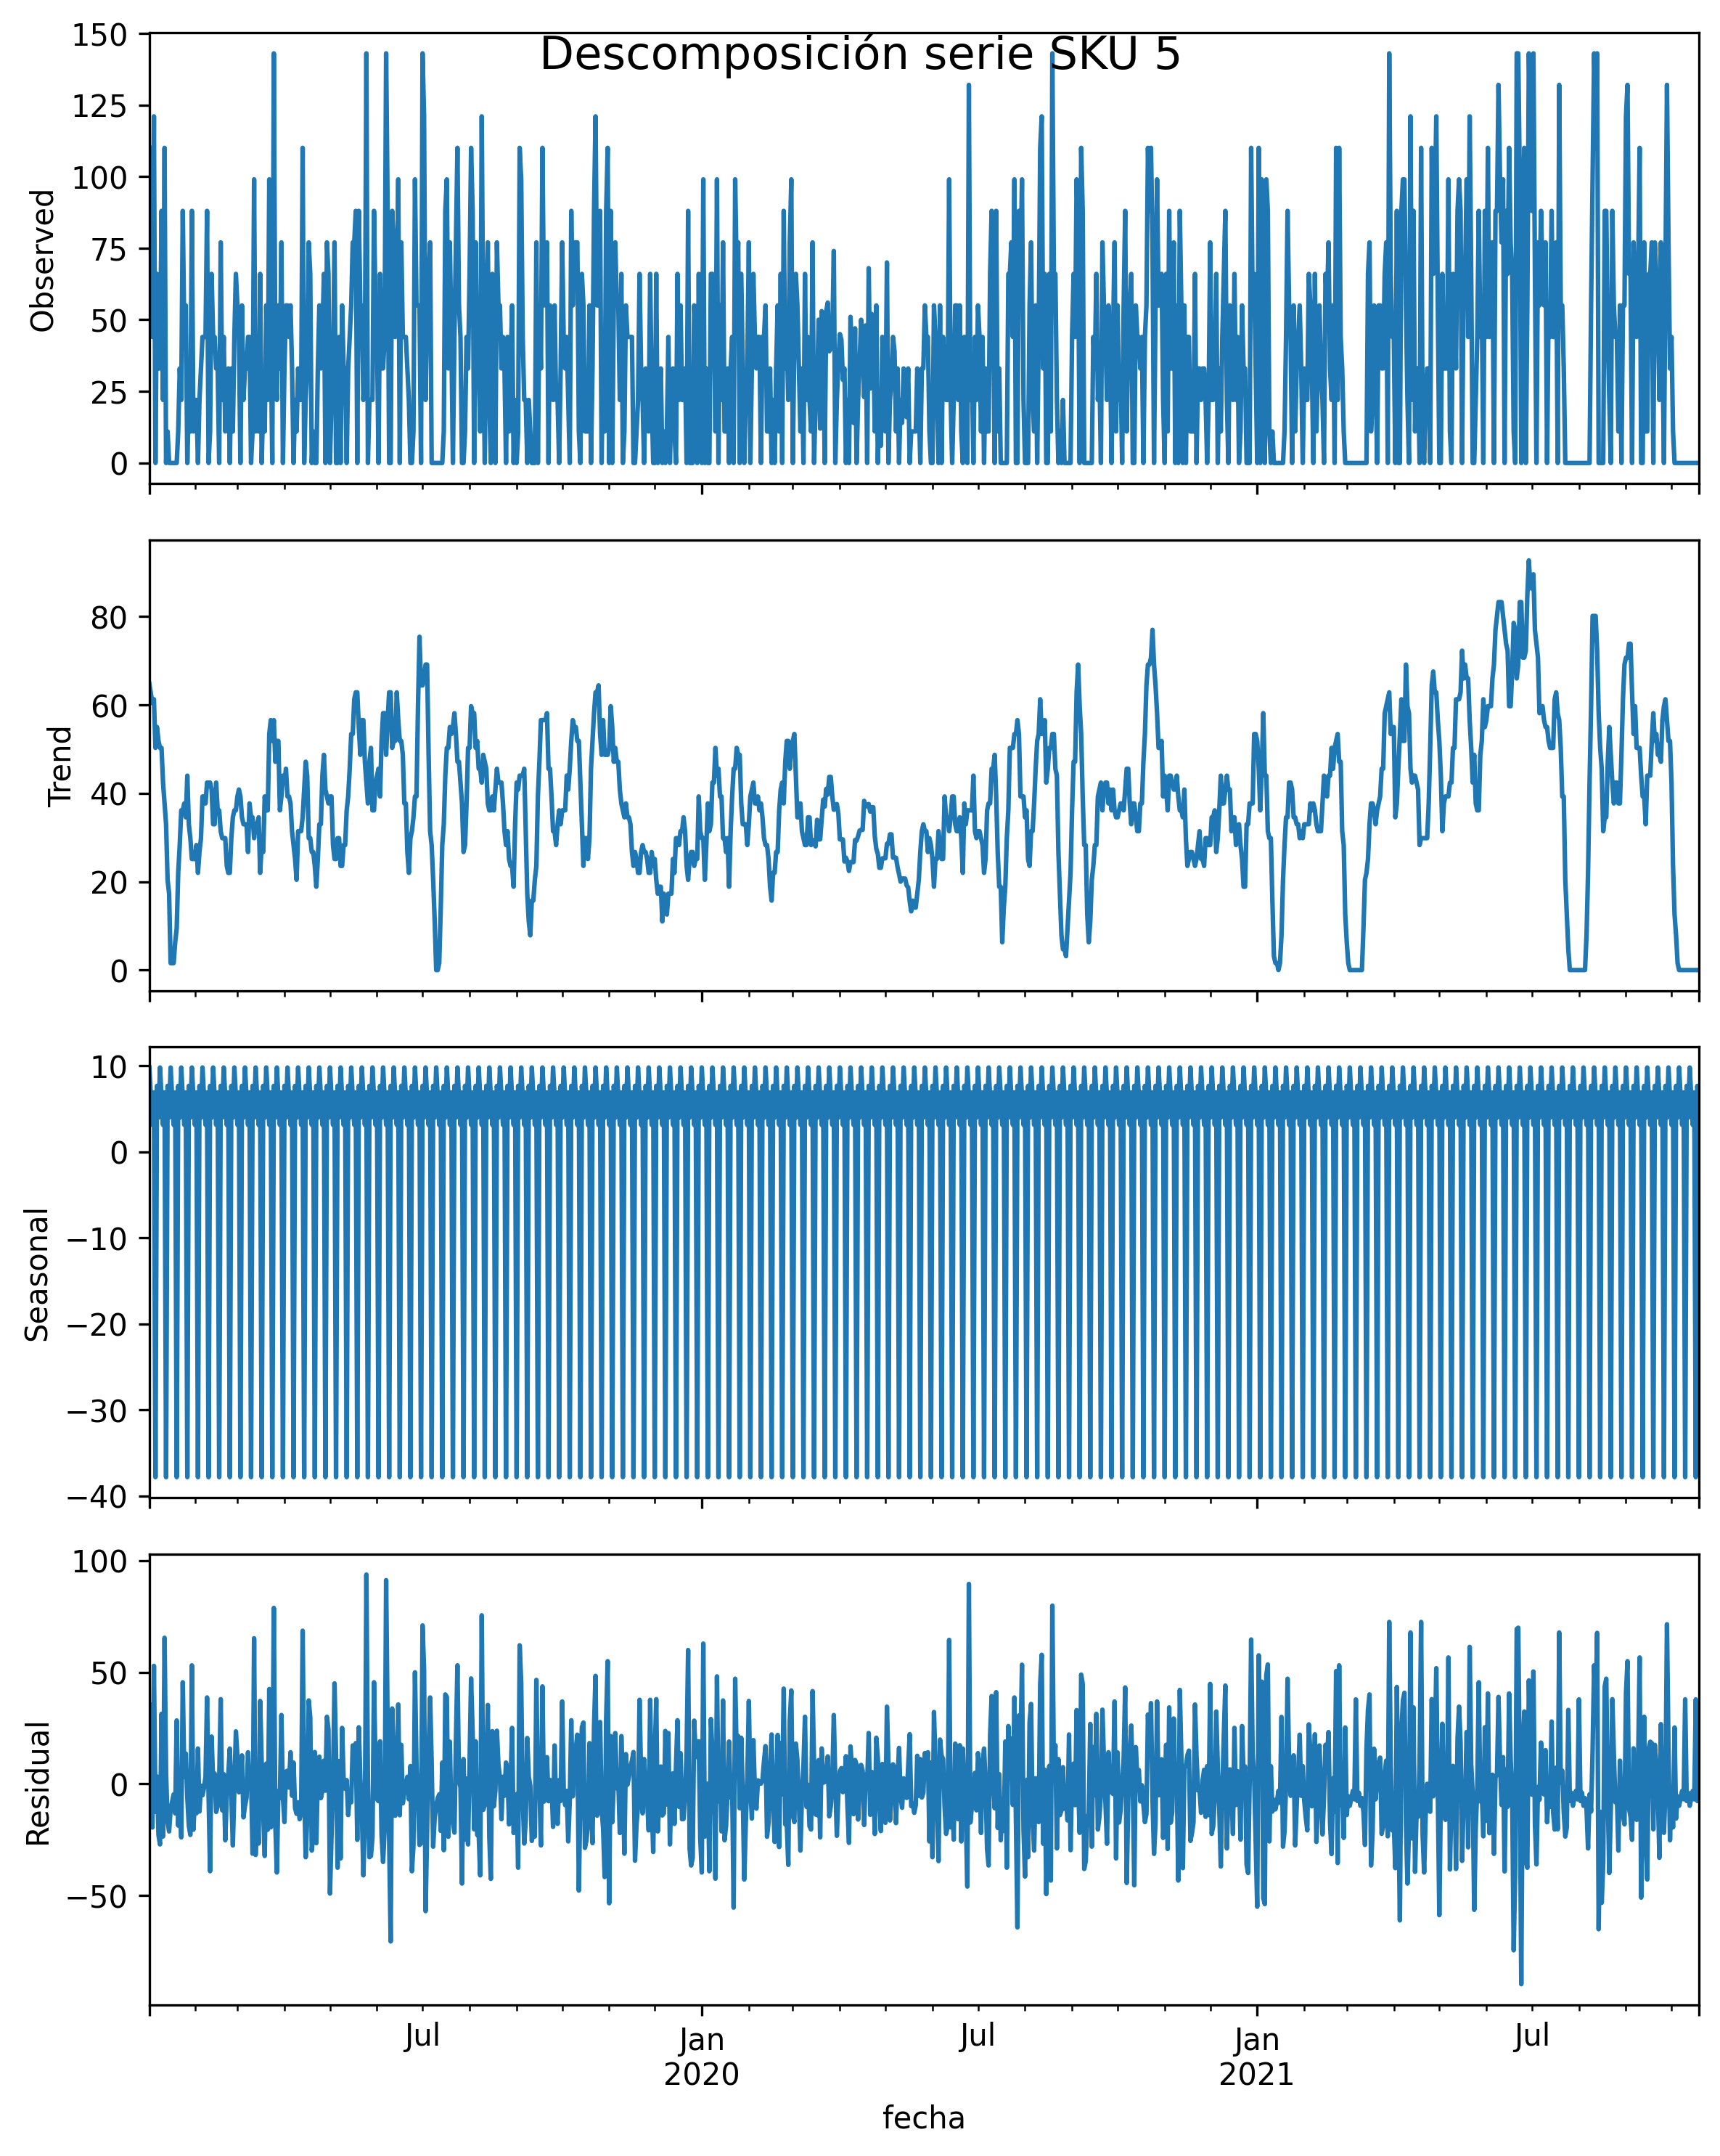 Descomposición serie SKU 5
150
125
100
75
50
25
0
Observed
80
60
40
20
0
Trend
10
0
−10
−20
−30
−40
Seasonal
100
50
0
−50
Residual
Jul
Jan
2020
Jul
Jan
2021
Jul
fecha